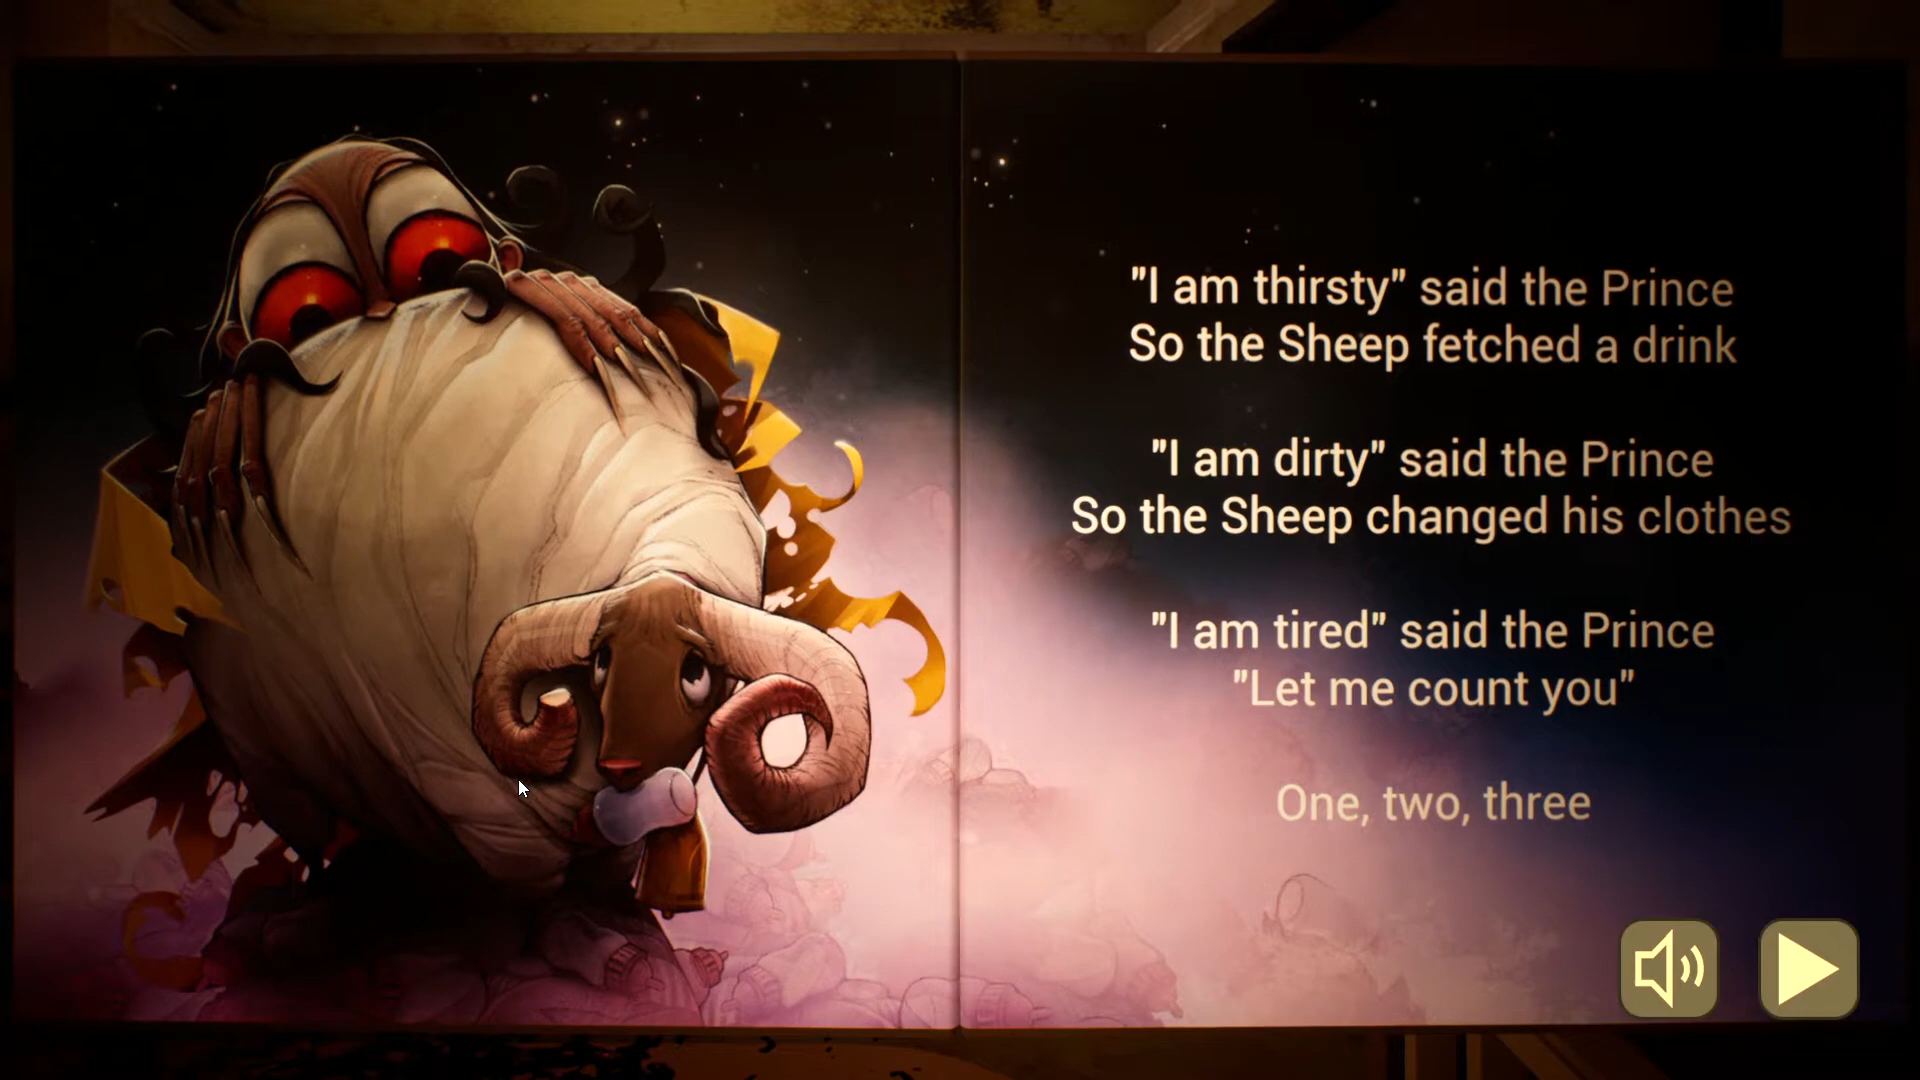 "I am thirsty" said the Prince
So the Sheep fetched a drink
"I am dirty" said the Prince
So the Sheep changed his clothes
"I am tired" said the Prince
"Let me count you"
One, two, three